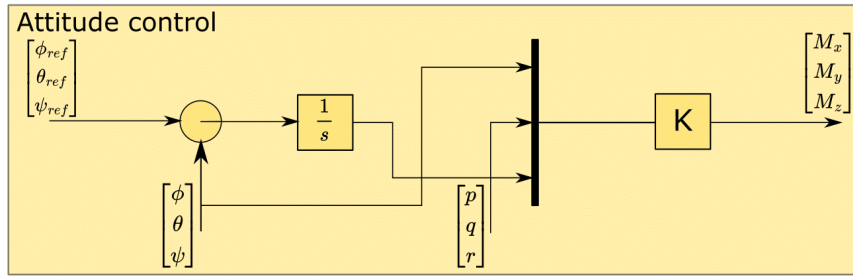 Attitude control
ϕref
θref
ψref
1
s
K
Mx
My
Mz
ϕ
θ
ψ
p
q
r